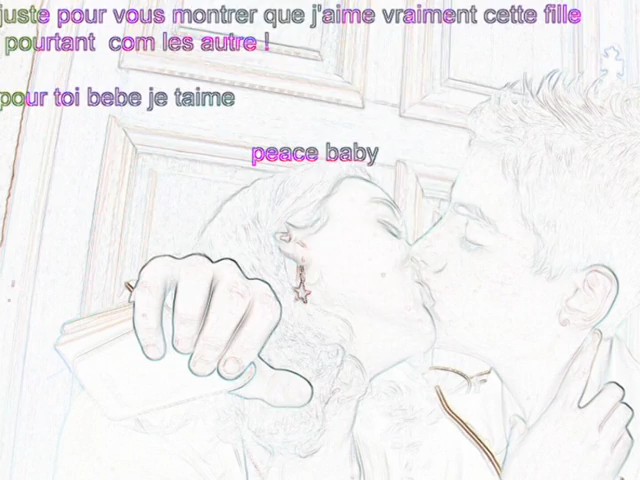 juste pour vous montrer que j'aime vraiment cette fille
pourtant com les autre !
pour toi bebe je taime
peace baby